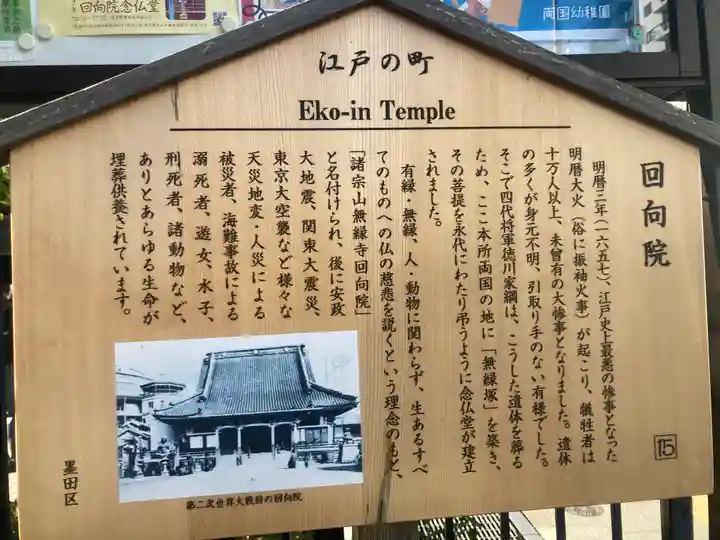 回向院念仏堂
両国幼稚園
江戸の町
Eko-in Temple
回向院
明暦三年(一六五七)、江戸史上最悪の惨事となった
明暦大火(俗に振袖火事)が起こり、犠牲者は
十万人以上、未曾有の大惨事となりました。遺体
の多くが身元不明、引取り手のない有様でした。
そこで四代将軍徳川家綱は、こうした遺体を葬る
ため、ここ本所両国の地に「無縁塚」を築き、
その菩提を永代にわたり弔うように念仏堂が建立
されました。
有縁・無縁、人・動物に関わらず、生あるすべ
てのものへの仏の慈悲を説くという理念のもと、
「諸宗山無縁寺回向院」
と名付けられ、後に安政
大地震、関東大震災、
東京大空襲など様々な
天災地変・人災による
被災者、海難事故による
溺死者、遊女、水子、
刑死者、諸動物など、
ありとあらゆる生命が
埋葬供養されています。
第二次世界大戦前の回向院
墨田区
15